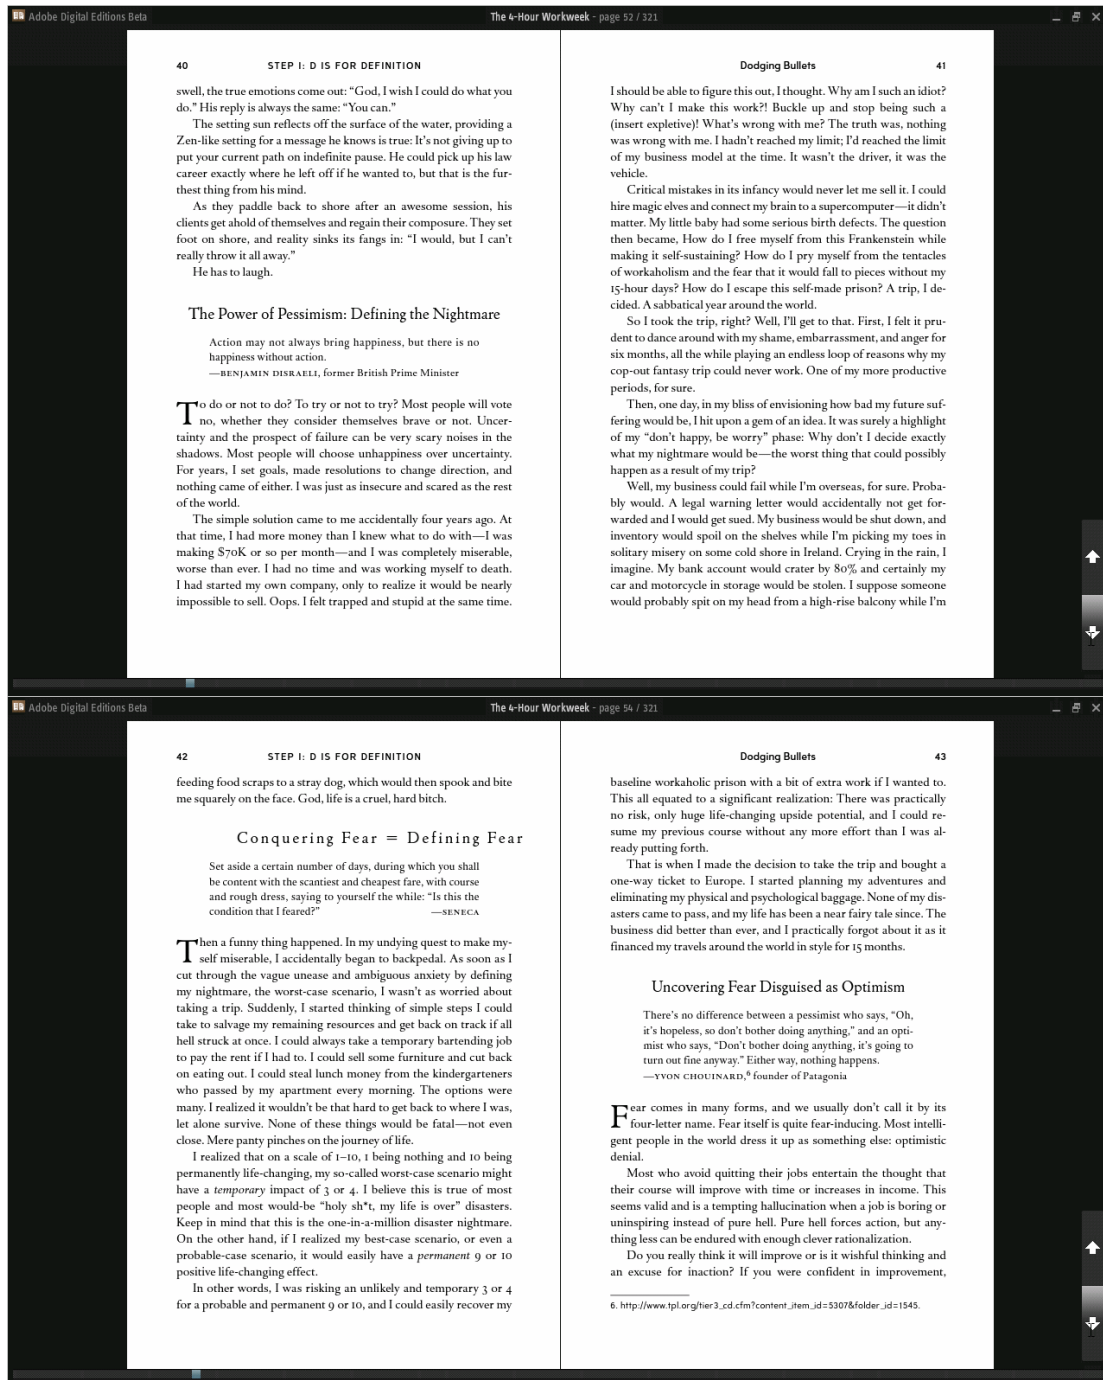 Adobe Digital Editions Beta
The 4-Hour Workweek - page 52 / 321
40 STEP I: D IS FOR DEFINITION
swell, the true emotions come out: “God, I wish I could do what you
do.” His reply is always the same: “You can.”
The setting sun reflects off the surface of the water, providing a
Zen-like setting for a message he knows is true: It’s not giving up to
put your current path on indefinite pause. He could pick up his law
career exactly where he left off if he wanted to, but that is the fur-
thest thing from his mind.
As they paddle back to shore after an awesome session, his
clients get ahold of themselves and regain their composure. They set
foot on shore, and reality sinks its fangs in: “I would, but I can’t
really throw it all away.”
He has to laugh.
The Power of Pessimism: Defining the Nightmare
Action may not always bring happiness, but there is no
happiness without action.
—BENJAMIN DISRAELI, former British Prime Minister
To do or not to do? To try or not to try? Most people will vote
no, whether they consider themselves brave or not. Uncer-
tainty and the prospect of failure can be very scary noises in the
shadows. Most people will choose unhappiness over uncertainty.
For years, I set goals, made resolutions to change direction, and
nothing came of either. I was just as insecure and scared as the rest
of the world.
The simple solution came to me accidentally four years ago. At
that time, I had more money than I knew what to do with—I was
making $70K or so per month—and I was completely miserable,
worse than ever. I had no time and was working myself to death.
I had started my own company, only to realize it would be nearly
impossible to sell. Oops. I felt trapped and stupid at the same time.
Dodging Bullets 41
I should be able to figure this out, I thought. Why am I such an idiot?
Why can’t I make this work?! Buckle up and stop being such a
(insert expletive)! What’s wrong with me? The truth was, nothing
was wrong with me. I hadn’t reached my limit; I’d reached the limit
of my business model at the time. It wasn’t the driver, it was the
vehicle.
Critical mistakes in its infancy would never let me sell it. I could
hire magic elves and connect my brain to a supercomputer—it didn’t
matter. My little baby had some serious birth defects. The question
then became, How do I free myself from this Frankenstein while
making it self-sustaining? How do I pry myself from the tentacles
of workaholism and the fear that it would fall to pieces without my
15-hour days? How do I escape this self-made prison? A trip, I de-
cided. A sabbatical year around the world.
So I took the trip, right? Well, I’ll get to that. First, I felt it pru-
dent to dance around with my shame, embarrassment, and anger for
six months, all the while playing an endless loop of reasons why my
cop-out fantasy trip could never work. One of my more productive
periods, for sure.
Then, one day, in my bliss of envisioning how bad my future suf-
fering would be, I hit upon a gem of an idea. It was surely a highlight
of my “don’t happy, be worry” phase: Why don’t I decide exactly
what my nightmare would be—the worst thing that could possibly
happen as a result of my trip?
Well, my business could fail while I’m overseas, for sure. Proba-
bly would. A legal warning letter would accidentally not get for-
warded and I would get sued. My business would be shut down, and
inventory would spoil on the shelves while I’m picking my toes in
solitary misery on some cold shore in Ireland. Crying in the rain, I
imagine. My bank account would crater by 80% and certainly my
car and motorcycle in storage would be stolen. I suppose someone
would probably spit on my head from a high-rise balcony while I’m
Adobe Digital Editions Beta
The 4-Hour Workweek - page 54 / 321
42 STEP I: D IS FOR DEFINITION
feeding food scraps to a stray dog, which would then spook and bite
me squarely on the face. God, life is a cruel, hard bitch.
Conquering Fear = Defining Fear
Set aside a certain number of days, during which you shall
be content with the scantiest and cheapest fare, with course
and rough dress, saying to yourself the while: “Is this the
condition that I feared?” —SENECA
Then a funny thing happened. In my undying quest to make my-
self miserable, I accidentally began to backpedal. As soon as I
cut through the vague unease and ambiguous anxiety by defining
my nightmare, the worst-case scenario, I wasn’t as worried about
taking a trip. Suddenly, I started thinking of simple steps I could
take to salvage my remaining resources and get back on track if all
hell struck at once. I could always take a temporary bartending job
to pay the rent if I had to. I could sell some furniture and cut back
on eating out. I could steal lunch money from the kindergarteners
who passed by my apartment every morning. The options were
many. I realized it wouldn’t be that hard to get back to where I was,
let alone survive. None of these things would be fatal—not even
close. Mere panty pinches on the journey of life.
I realized that on a scale of 1–10, 1 being nothing and 10 being
permanently life-changing, my so-called worst-case scenario might
have a temporary impact of 3 or 4. I believe this is true of most
people and most would-be “holy sh*t, my life is over” disasters.
Keep in mind that this is the one-in-a-million disaster nightmare.
On the other hand, if I realized my best-case scenario, or even a
probable-case scenario, it would easily have a permanent 9 or 10
positive life-changing effect.
In other words, I was risking an unlikely and temporary 3 or 4
for a probable and permanent 9 or 10, and I could easily recover my
Dodging Bullets 43
baseline workaholic prison with a bit of extra work if I wanted to.
This all equated to a significant realization: There was practically
no risk, only huge life-changing upside potential, and I could re-
sume my previous course without any more effort than I was al-
ready putting forth.
That is when I made the decision to take the trip and bought a
one-way ticket to Europe. I started planning my adventures and
eliminating my physical and psychological baggage. None of my dis-
asters came to pass, and my life has been a near fairy tale since. The
business did better than ever, and I practically forgot about it as it
financed my travels around the world in style for 15 months.
Uncovering Fear Disguised as Optimism
There’s no difference between a pessimist who says, “Oh,
it’s hopeless, so don’t bother doing anything,” and an opti-
mist who says, “Don’t bother doing anything, it’s going to
turn out fine anyway.” Either way, nothing happens.
—YVON CHOUINARD,6 founder of Patagonia
Fear comes in many forms, and we usually don’t call it by its
four-letter name. Fear itself is quite fear-inducing. Most intelli-
gent people in the world dress it up as something else: optimistic
denial.
Most who avoid quitting their jobs entertain the thought that
their course will improve with time or increases in income. This
seems valid and is a tempting hallucination when a job is boring or
uninspiring instead of pure hell. Pure hell forces action, but any-
thing less can be endured with enough clever rationalization.
Do you really think it will improve or is it wishful thinking and
an excuse for inaction? If you were confident in improvement,
6. http://www.tpl.org/tier3_cd.cfm?content_item_id=5307&folder_id=1545.